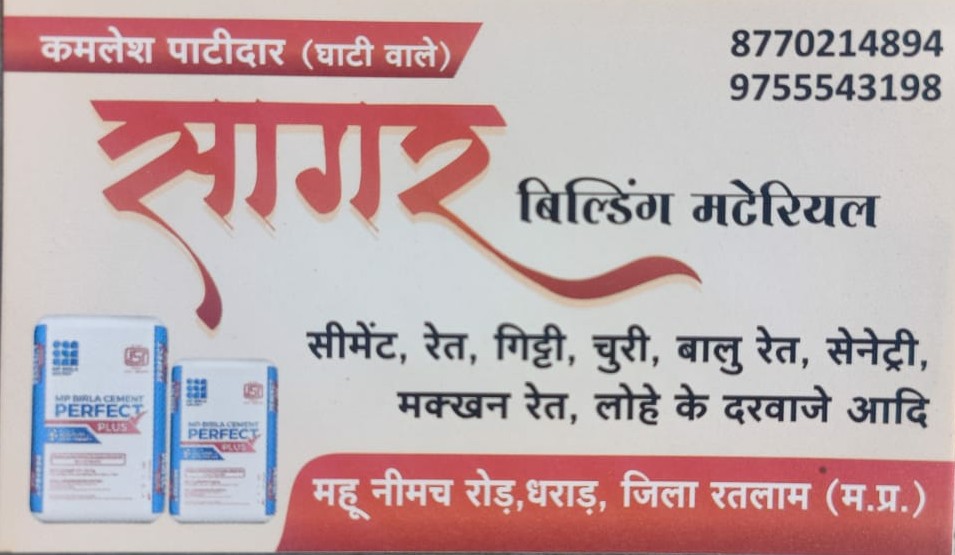 कमलेश पाटीदार (घाटी वाले)
8770214894
9755543198
सागर
बिल्डिंग मटेरियल
सीमेंट, रेत, गिट्टी, चुरी, बालु रेत, सेनेट्री,
मक्खन रेत, लोहे के दरवाजे आदि
MP BIRLA CEMENT
PERFECT
PLUS
MP BIRLA CEMENT
PERFECT
PLUS
महू नीमच रोड़,धराड़, जिला रतलाम (म.प्र.)